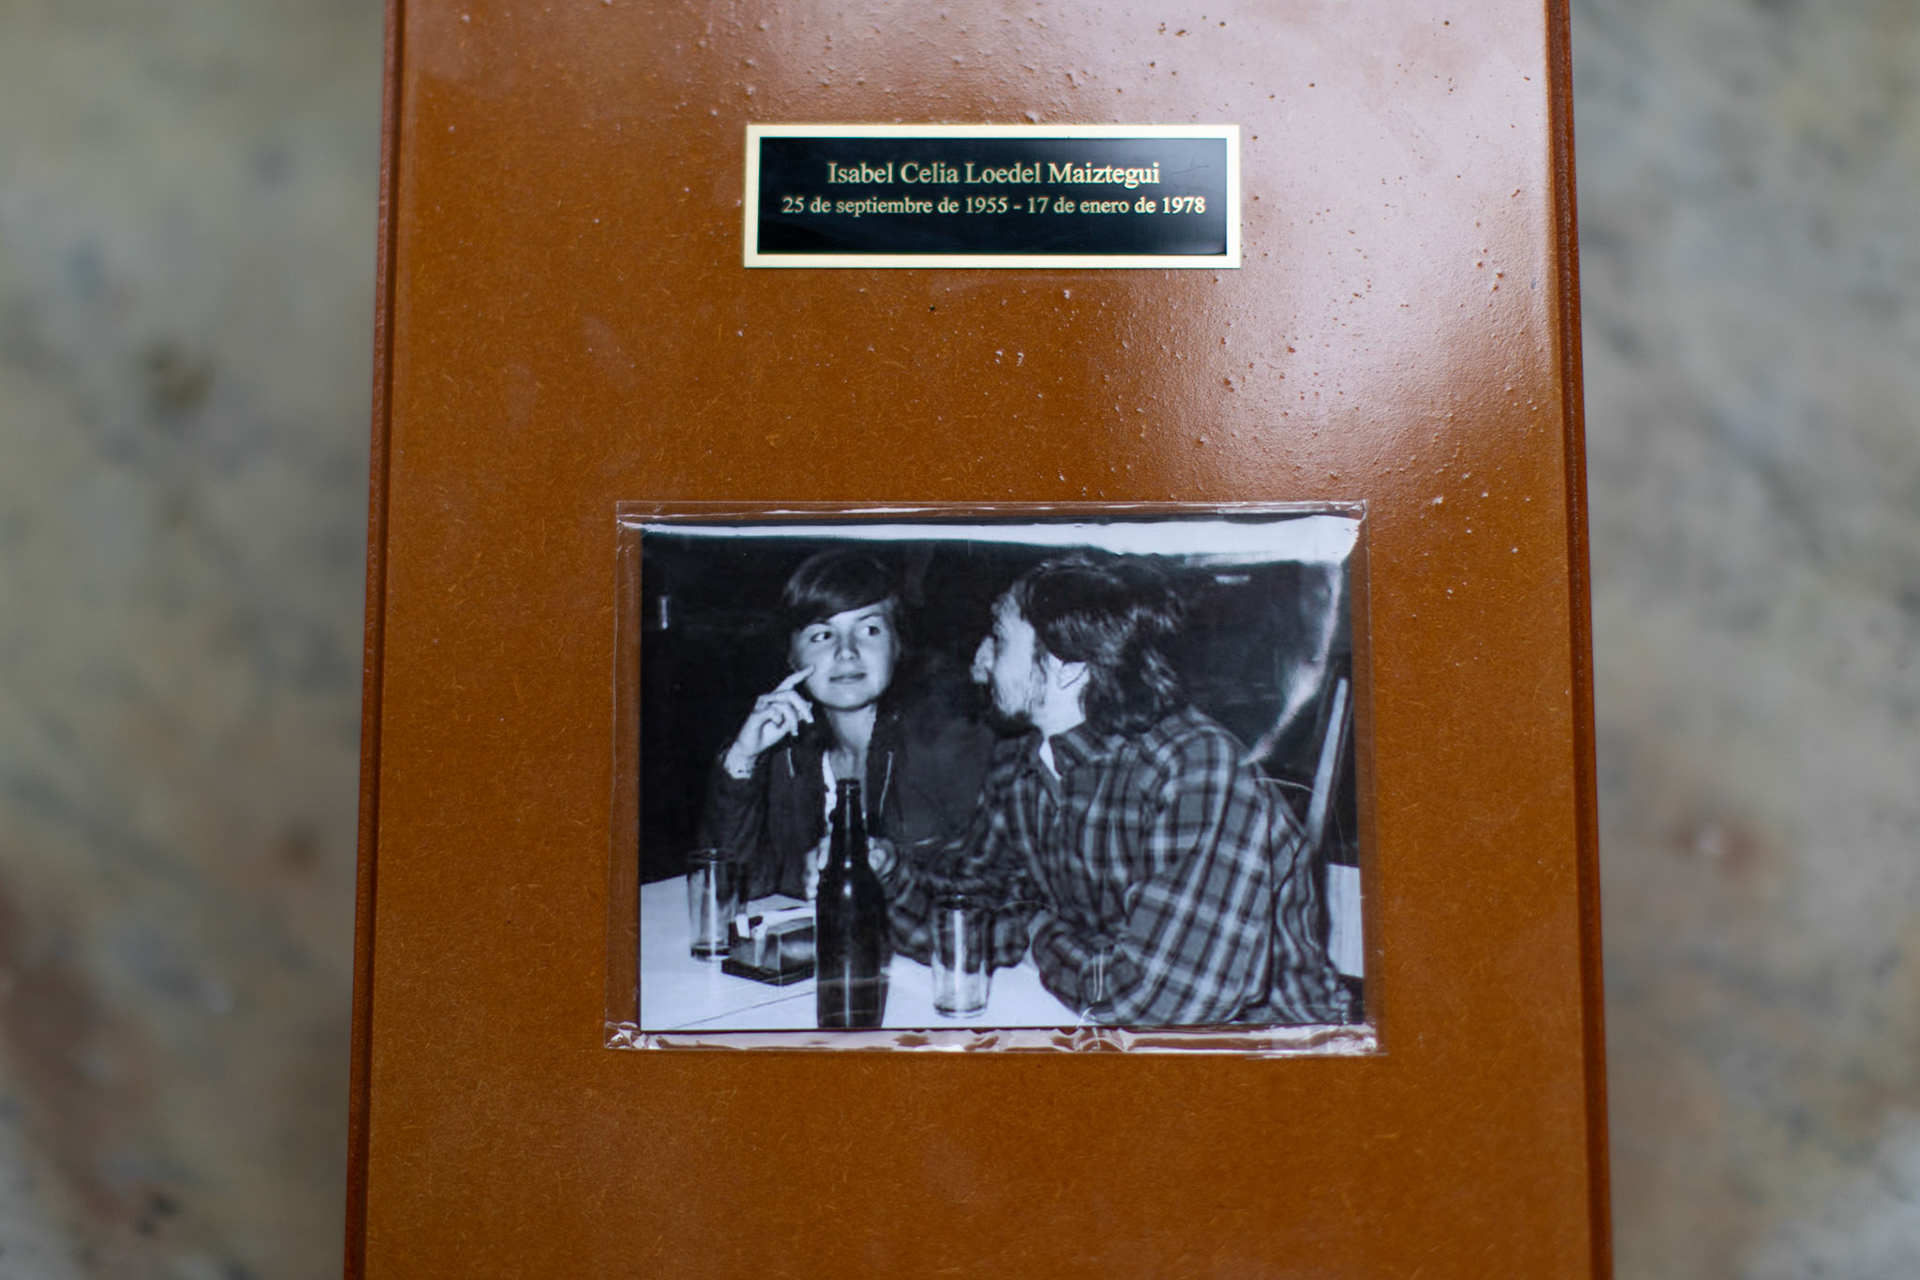 Isabel Celia Loedel Maiztegui
25 de septiembre de 1955 - 17 de enero de 1978